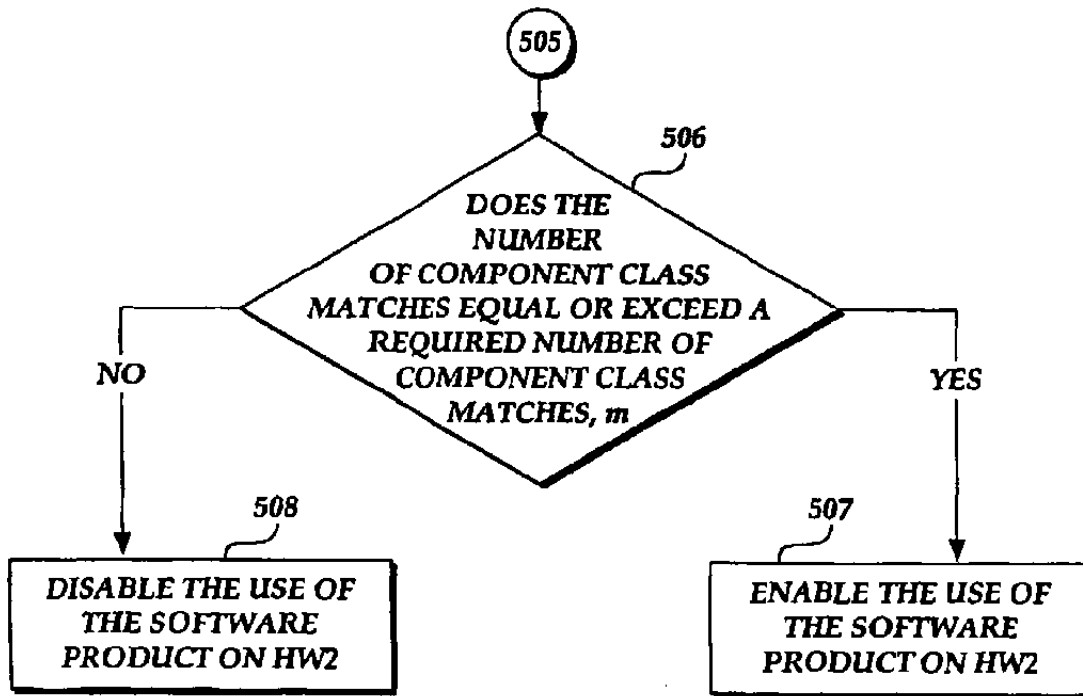 505
506
DOES THE
NUMBER
OF COMPONENT CLASS
MATCHES EQUAL OR EXCEED A
REQUIRED NUMBER OF
COMPONENT CLASS
MATCHES, m
NO
YES
508
DISABLE THE USE OF
THE SOFTWARE
PRODUCT ON HW2
507
ENABLE THE USE OF
THE SOFTWARE
PRODUCT ON HW2